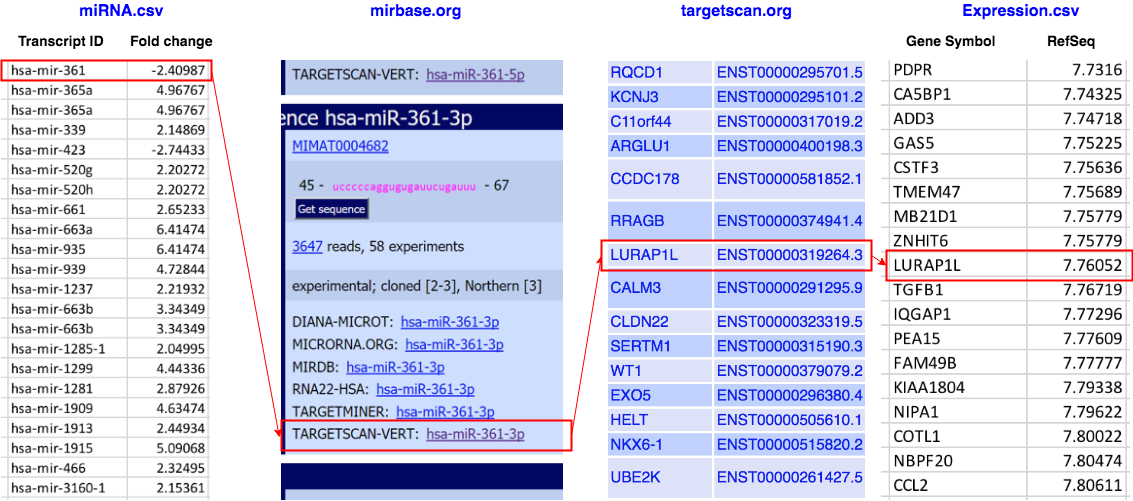 miRNA.csv
Transcript ID Fold change
hsa-mir-361 -2.40987
hsa-mir-365a 4.96767
hsa-mir-365a 4.96767
hsa-mir-339 2.14869
hsa-mir-423 -2.74433
hsa-mir-520g 2.20272
hsa-mir-520h 2.20272
hsa-mir-661 2.65233
hsa-mir-663a 6.41474
hsa-mir-935 6.41474
hsa-mir-939 4.72844
hsa-mir-1237 2.21932
hsa-mir-663b 3.34349
hsa-mir-663b 3.34349
hsa-mir-1285-1 2.04995
hsa-mir-1299 4.44336
hsa-mir-1281 2.87926
hsa-mir-1909 4.63474
hsa-mir-1913 2.44934
hsa-mir-1915 5.09068
hsa-mir-466 2.32495
hsa-mir-3160-1 2.15361
mirbase.org
TARGETSCAN-VERT: hsa-miR-361-5p
ence hsa-miR-361-3p
MIMAT0004682
45 - ucccccaggugugauucugauuu - 67
Get sequence
3647 reads, 58 experiments
experimental; cloned [2-3], Northern [3]
DIANA-MICROT: hsa-miR-361-3p
MICRORNA.ORG: hsa-miR-361-3p
MIRDB: hsa-miR-361-3p
RNA22-HSA: hsa-miR-361-3p
TARGETMINER: hsa-miR-361-3p
TARGETSCAN-VERT: hsa-miR-361-3p
targetscan.org
RQCD1 ENST00000295701.5
KCNJ3 ENST00000295101.2
C11orf44 ENST00000317019.2
ARGLU1 ENST00000400198.3
CCDC178 ENST00000581852.1
RRAGB ENST00000374941.4
LURAP1L ENST00000319264.3
CALM3 ENST00000291295.9
CLDN22 ENST00000323319.5
SERTM1 ENST00000315190.3
WT1 ENST00000379079.2
EXO5 ENST00000296380.4
HELT ENST00000505610.1
NKX6-1 ENST00000515820.2
UBE2K ENST00000261427.5
Expression.csv
Gene Symbol RefSeq
PDPR 7.7316
CA5BP1 7.74325
ADD3 7.74718
GAS5 7.75225
CSTF3 7.75636
TMEM47 7.75689
MB21D1 7.75779
ZNHIT6 7.75779
LURAP1L 7.76052
TGFB1 7.76719
IQGAP1 7.77296
PEA15 7.77609
FAM49B 7.77777
KIAA1804 7.79338
NIPA1 7.79622
COTL1 7.80022
NBPF20 7.80474
CCL2 7.80611